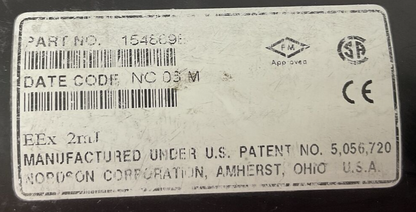 PART NO.
DATE CODE NC 03 M
FM
Approved
SA
CE
EEx 2mJ
MANUFACTURED UNDER U.S. PATENT NO. 5,056,720
NORDSON CORPORATION, AMHERST, OHIO U.S.A.